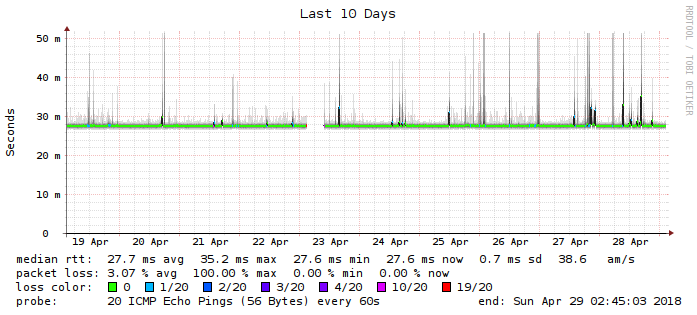 Last 10 Days
RRDTOOL / TOBI OETIKER
Seconds
50 m
40 m
30 m
20 m
10 m
0
19 Apr 20 Apr 21 Apr 22 Apr 23 Apr 24 Apr 25 Apr 26 Apr 27 Apr 28 Apr
median rtt: 27.7 ms avg 35.2 ms max 27.6 ms min 27.6 ms now 0.7 ms sd 38.6 am/s
packet loss: 3.07 % avg 100.00 % max 0.00 % min 0.00 % now
loss color: 0 1/20 2/20 3/20 4/20 10/20 19/20
probe: 20 ICMP Echo Pings (56 Bytes) every 60s end: Sun Apr 29 02:45:03 2018